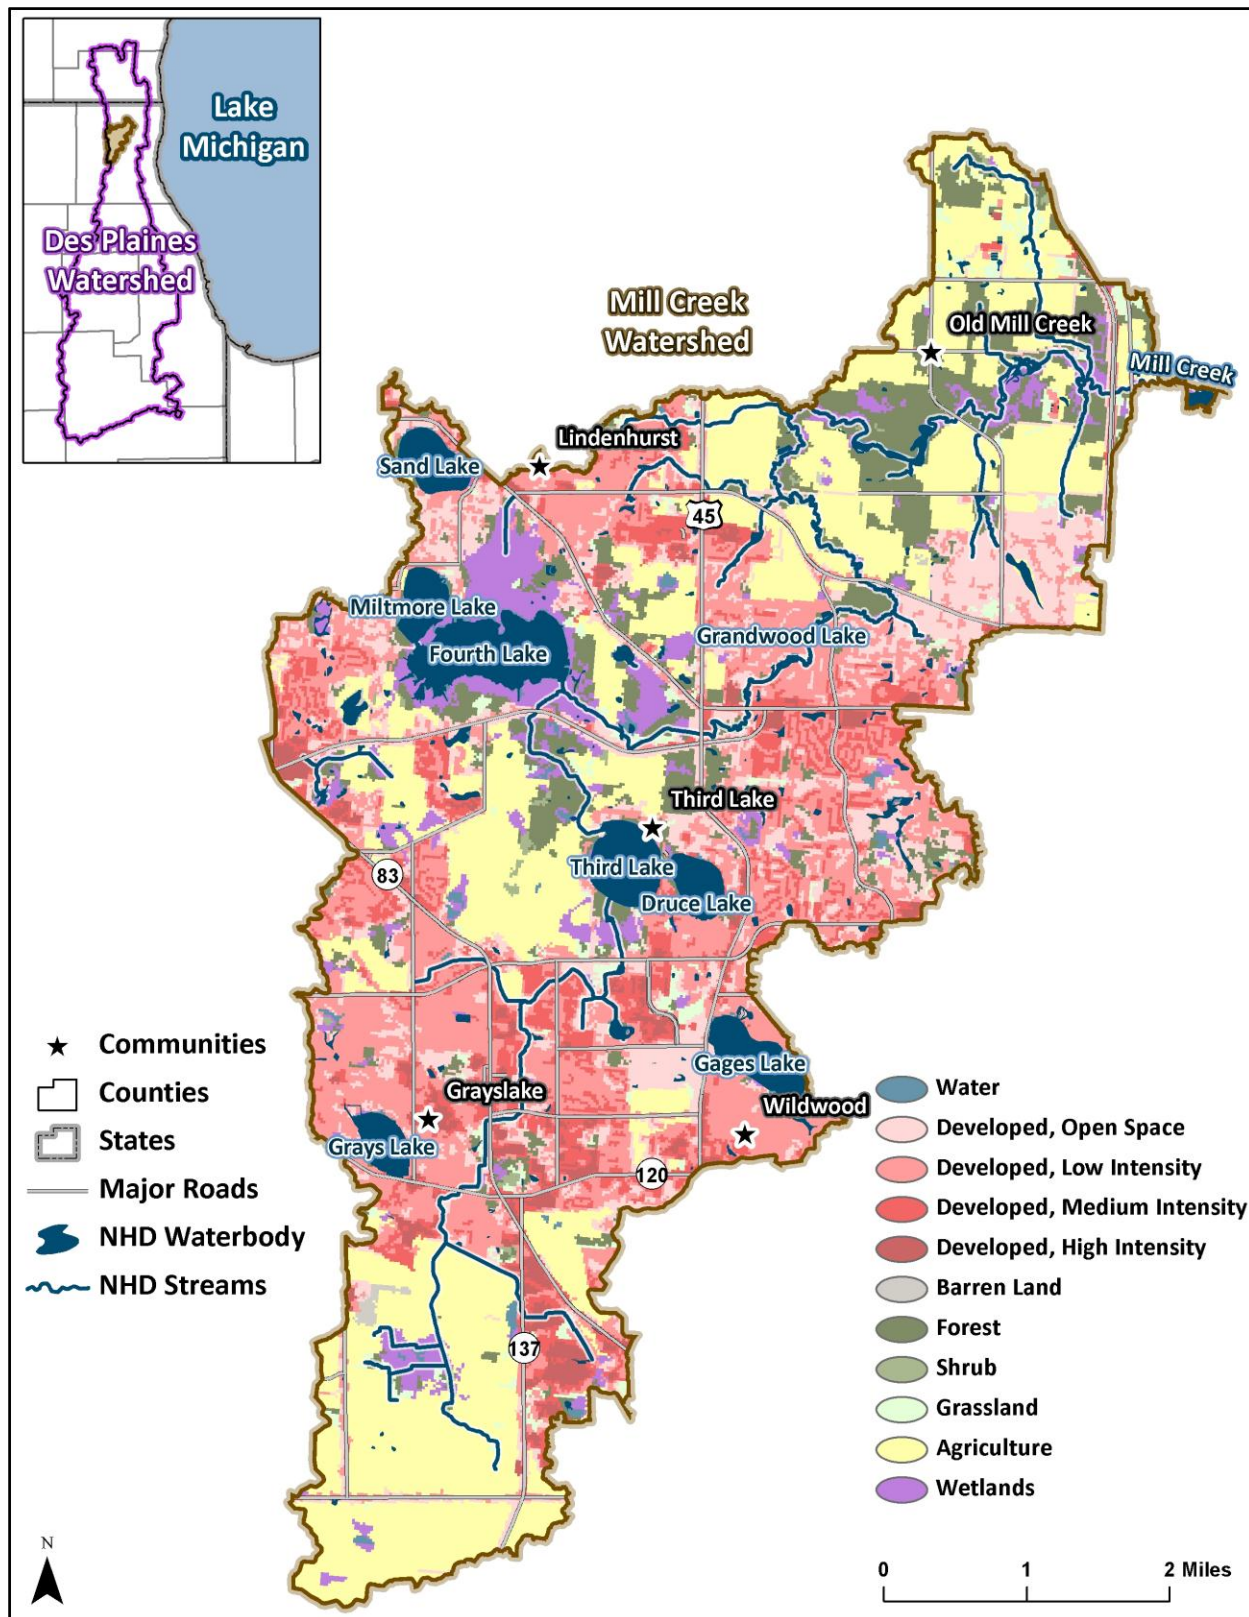 Lake
Michigan
Des Plaines
Watershed
Mill Creek
Watershed
Old Mill Creek
Mill Creek
Lindenhurst
Sand Lake
45
Miltmore Lake
Grandwood Lake
Fourth Lake
Third Lake
Third Lake
83
Druce Lake
Gages Lake
Grayslake
Wildwood
Grays Lake
120
137
Communities
Counties
States
Major Roads
NHD Waterbody
NHD Streams
Water
Developed, Open Space
Developed, Low Intensity
Developed, Medium Intensity
Developed, High Intensity
Barren Land
Forest
Shrub
Grassland
Agriculture
Wetlands
N
0 1 2 Miles